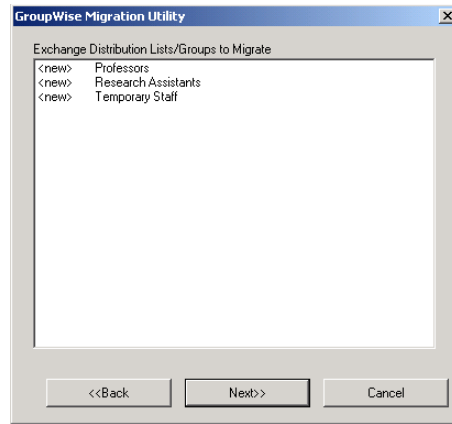 GroupWise Migration Utility
Exchange Distribution Lists/Groups to Migrate
<new> Professors
<new> Research Assistants
<new> Temporary Staff
<<Back Next>> Cancel